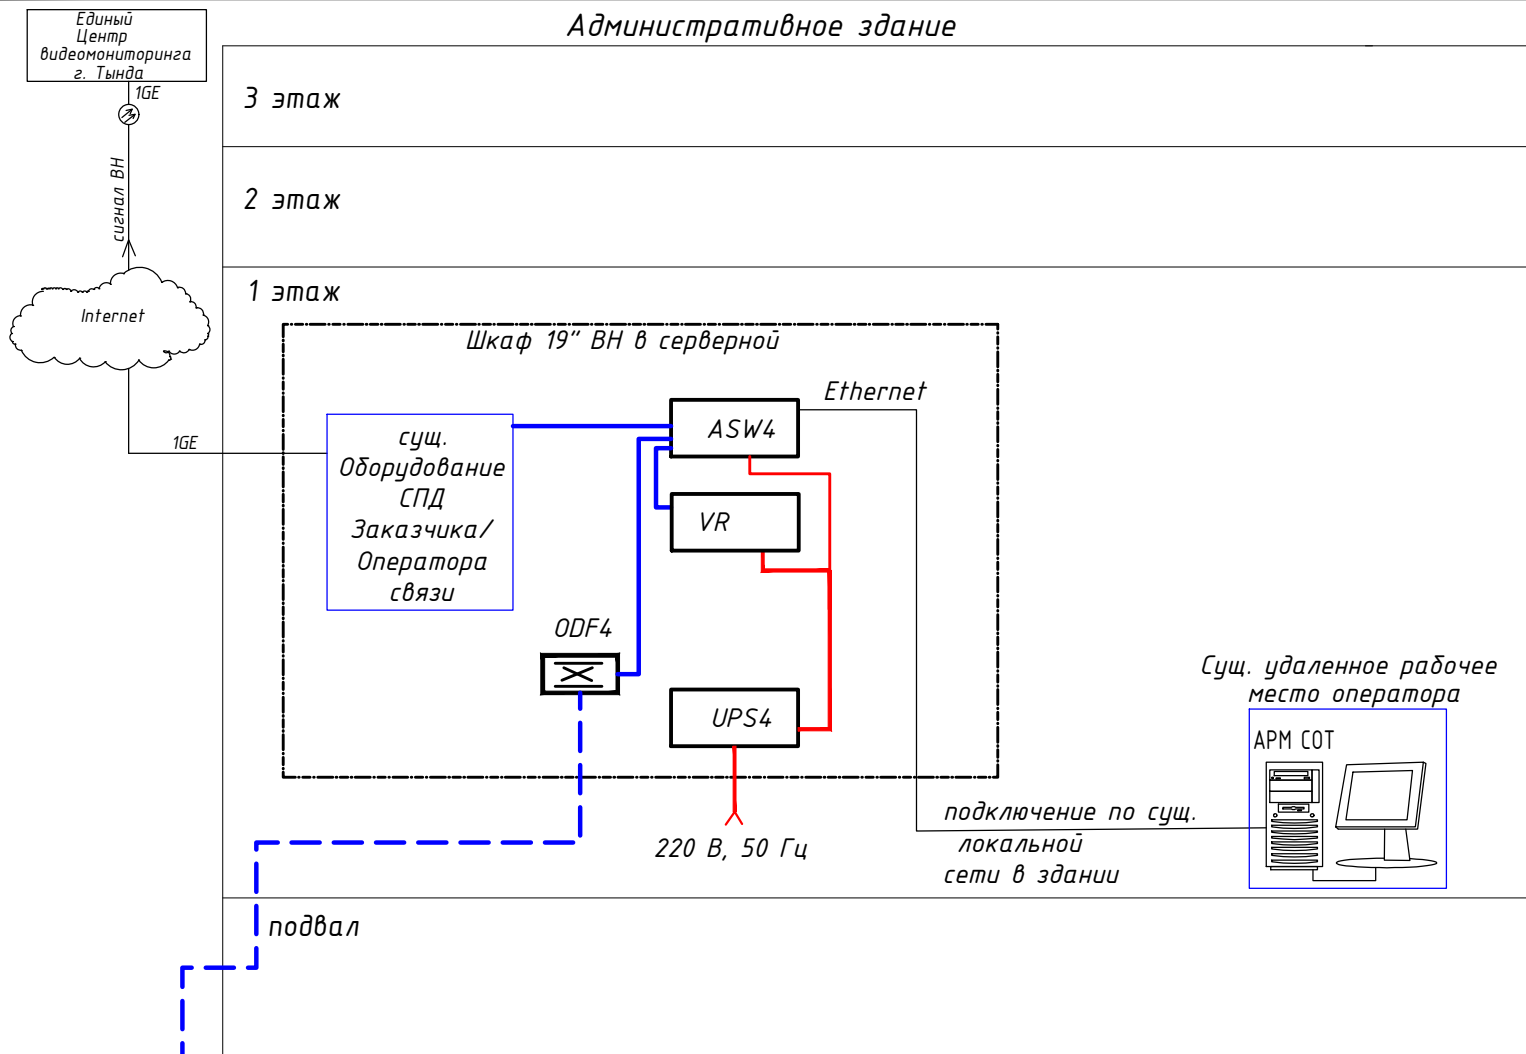 Административное здание
Единый
Центр
видеомониторинга
г. Тында
1GE
сигнал ВН
Internet
1GE
3 этаж
2 этаж
1 этаж
Шкаф 19" ВН в серверной
Ethernet
ASW4
сущ.
Оборудование
СПД
Заказчика/
Оператора
связи
VR
ODF4
UPS4
220 В, 50 Гц
Сущ. удаленное рабочее
место оператора
АРМ СОТ
подключение по сущ.
локальной
сети в здании
подвал